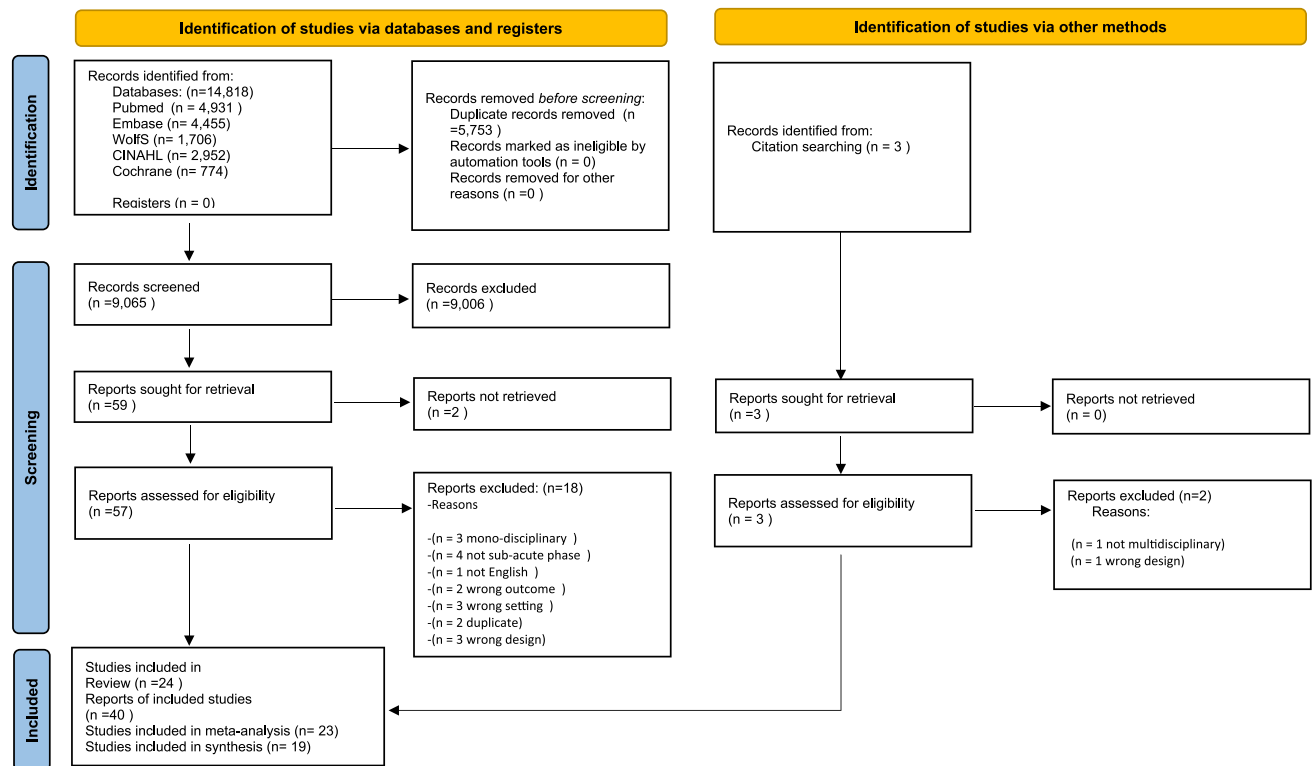 Identification of studies via databases and registers
Identification of studies via other methods
Identification
Records identified from:
Databases: (n=14,818)
Pubmed (n = 4,931 )
Embase (n= 4,455)
WolfS (n= 1,706)
CINAHL (n= 2,952)
Cochrane (n= 774)
Registers (n = 0)
Records removed before screening:
Duplicate records removed (n
=5,753 )
Records marked as ineligible by
automation tools (n = 0)
Records removed for other
reasons (n =0 )
Records identified from:
Citation searching (n = 3 )
Screening
Records screened
(n =9,065 )
Records excluded
(n =9,006 )
Reports sought for retrieval
(n =59 )
Reports not retrieved
(n =2 )
Reports sought for retrieval
(n =3 )
Reports not retrieved
(n = 0)
Reports assessed for eligibility
(n =57)
Reports excluded: (n=18)
-Reasons
-(n = 3 mono-disciplinary )
-(n = 4 not sub-acute phase )
-(n = 1 not English )
-(n = 2 wrong outcome )
-(n = 3 wrong setting )
-(n = 2 duplicate)
-(n = 3 wrong design)
Reports assessed for eligibility
(n = 3 )
Reports excluded (n=2)
Reasons:
(n = 1 not multidisciplinary)
(n = 1 wrong design)
Included
Studies included in
Review (n =24 )
Reports of included studies
(n =40 )
Studies included in meta-analysis (n= 23)
Studies included in synthesis (n= 19)